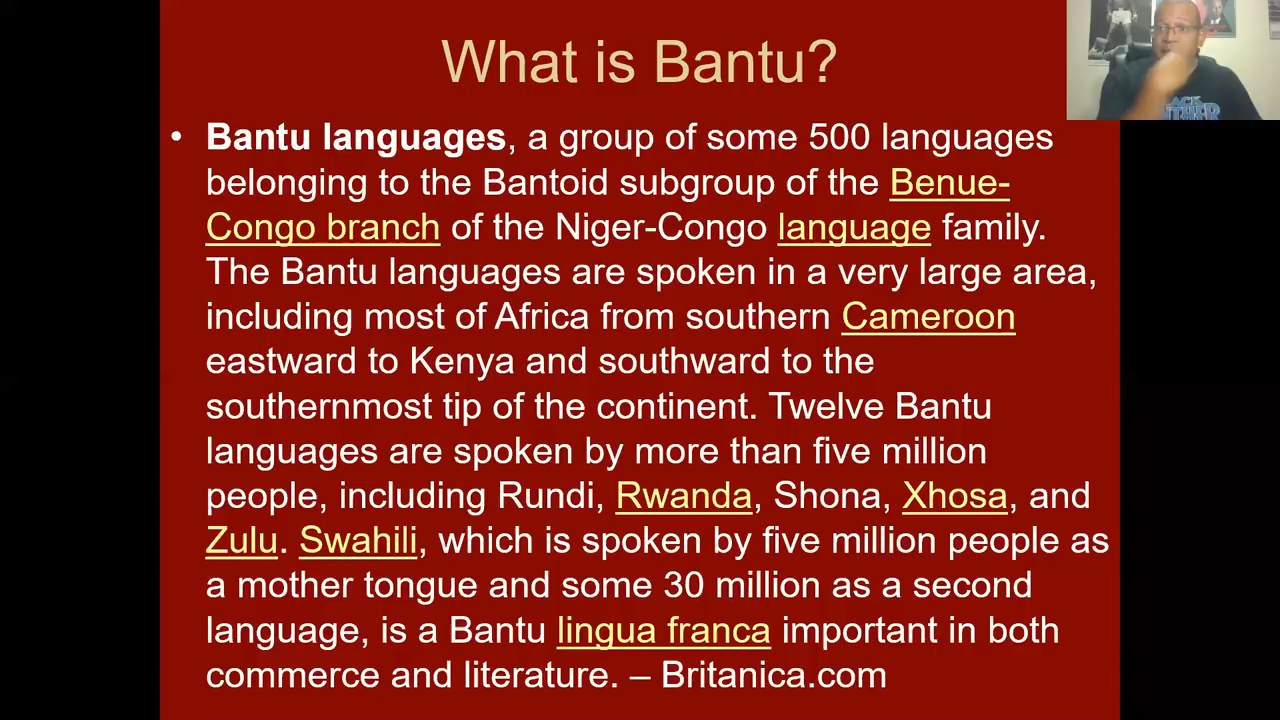 What is Bantu?
• Bantu languages, a group of some 500 languages
belonging to the Bantoid subgroup of the Benue-
Congo branch of the Niger-Congo language family.
The Bantu languages are spoken in a very large area,
including most of Africa from southern Cameroon
eastward to Kenya and southward to the
southernmost tip of the continent. Twelve Bantu
languages are spoken by more than five million
people, including Rundi, Rwanda, Shona, Xhosa, and
Zulu. Swahili, which is spoken by five million people as
a mother tongue and some 30 million as a second
language, is a Bantu lingua franca important in both
commerce and literature. – Britanica.com